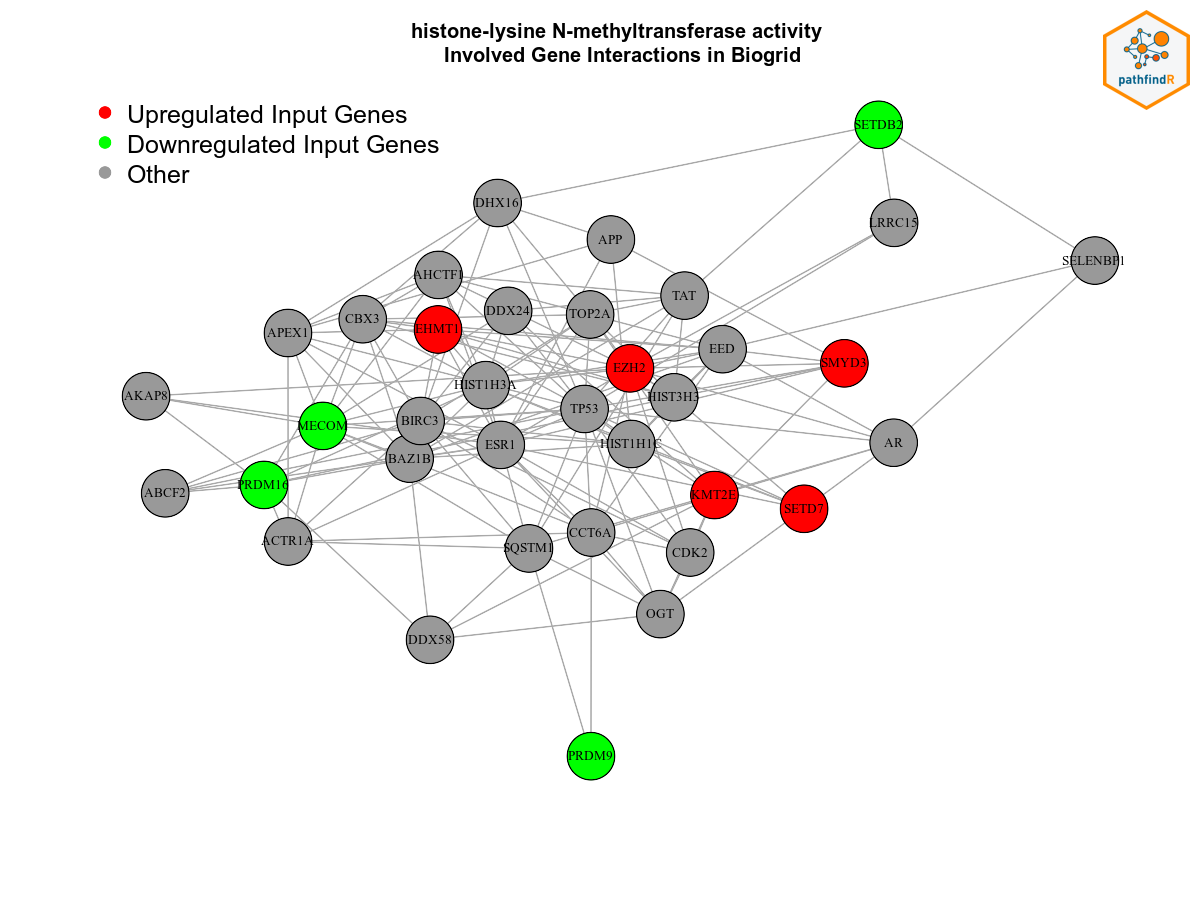 histone-lysine N-methyltransferase activity
Involved Gene Interactions in Biogrid
pathfindR
Upregulated Input Genes
Downregulated Input Genes
Other
SETDB2
DHX16
LRRC15
APP
SELENBP1
AHCTF1
TAT
DDX24
TOP2A
CBX3
APEX1
EHMT1
EED
SMYD3
EZH2
HIST1H3A
AKAP8
HIST3H3
TP53
BIRC3
MECOM
ESR1
HIST1H1C
AR
BAZ1B
PRDM16
ABCF2
KMT2E
SETD7
CCT6A
ACTR1A
SQSTM1
CDK2
OGT
DDX58
PRDM9